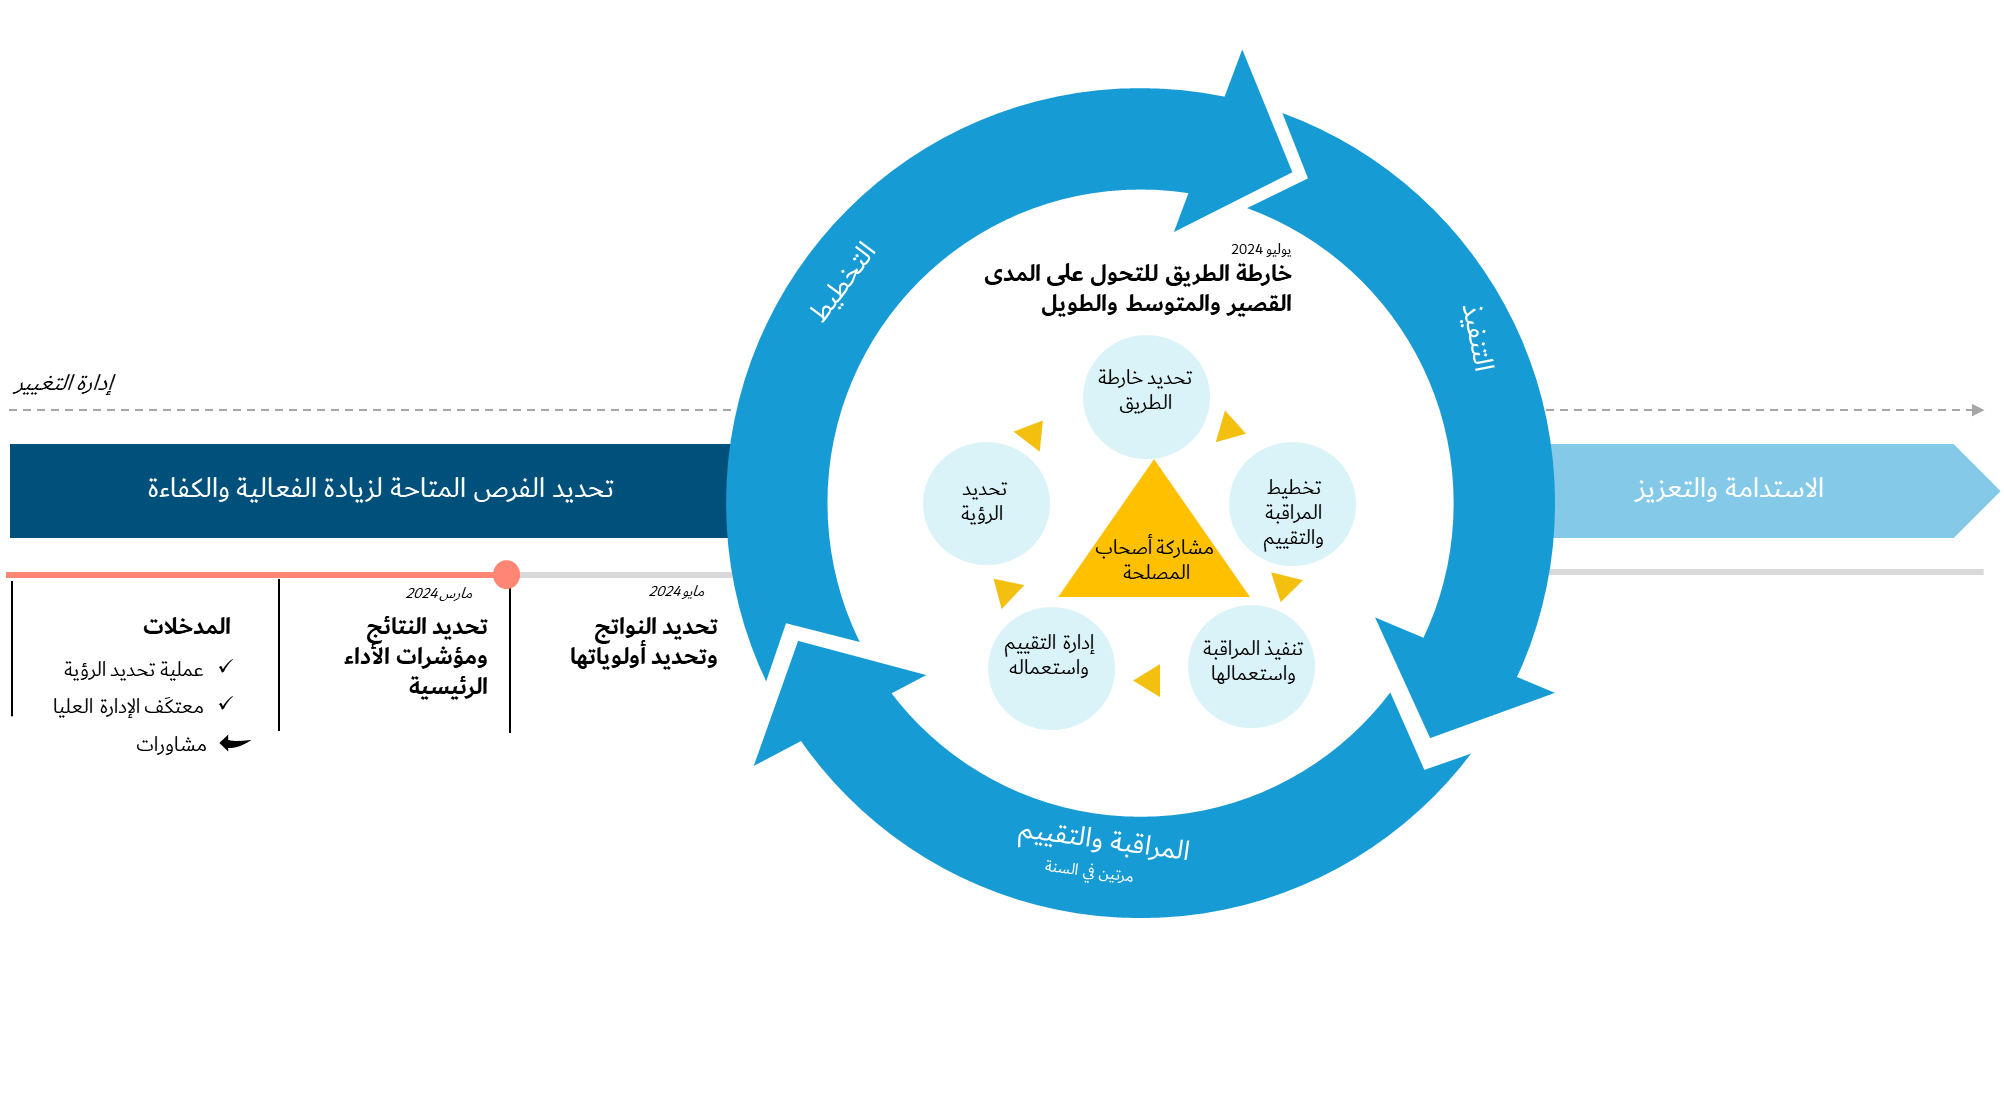 إدارة التغيير
تحديد الفرص المتاحة لزيادة الفعالية والكفاءة
المدخلات
عملية تحديد الرؤية
معتكَف الإدارة العليا
مشاورات
مارس 2024
تحديد النتائج
ومؤشرات الأداء
الرئيسية
مايو 2024
تحديد النواتج
وتحديد أولوياتها
التخطيط
التنفيذ
المراقبة والتقييم
مرتين في السنة
يوليو 2024
خارطة الطريق للتحول على المدى
القصير والمتوسط والطويل
تحديد خارطة
الطريق
تخطيط
المراقبة
والتقييم
تنفيذ المراقبة
واستعمالها
إدارة التقييم
واستعماله
تحديد
الرؤية
مشاركة أصحاب
المصلحة
الاستدامة والتعزيز